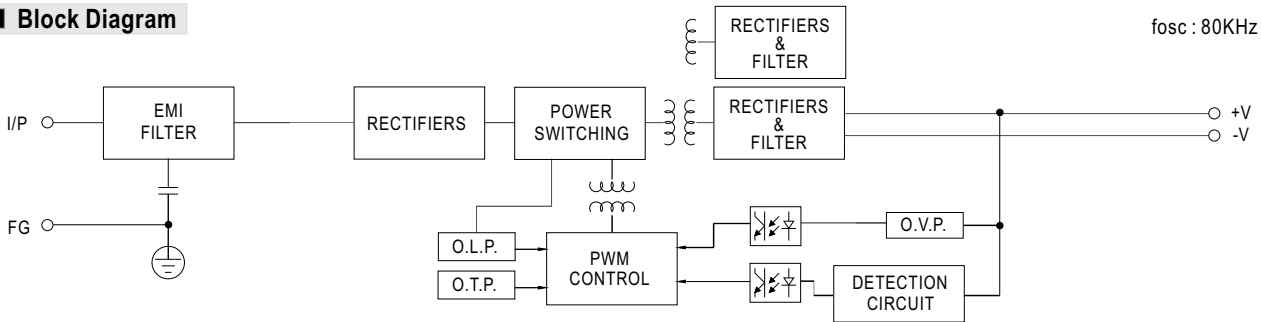 Block Diagram
fosc : 80KHz
RECTIFIERS
&
FILTER
I/P
EMI
FILTER
RECTIFIERS
POWER
SWITCHING
RECTIFIERS
&
FILTER
+V
-V
FG
O.L.P.
O.T.P.
PWM
CONTROL
O.V.P.
DETECTION
CIRCUIT